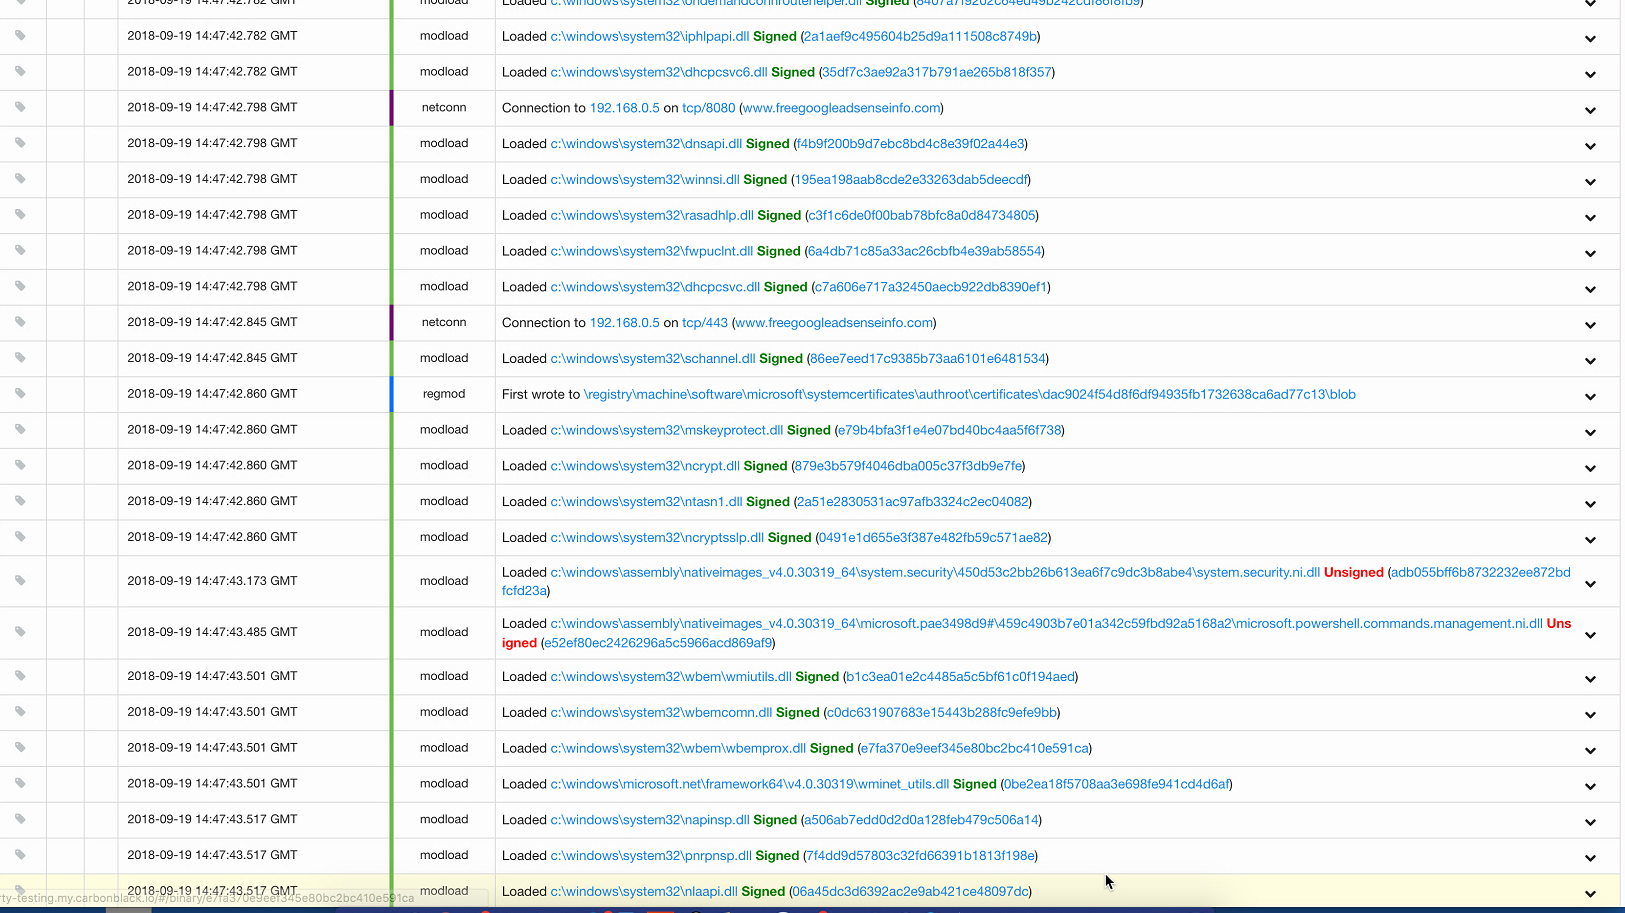 modload Loaded c:\windows\system32\ondemandconnroutehelper.dll Signed
2018-09-19 14:47:42.782 GMT modload Loaded c:\windows\system32\iphlpapi.dll Signed (2a1aef9c495604b25d9a111508c8749b)
2018-09-19 14:47:42.782 GMT modload Loaded c:\windows\system32\dhcpcsvc6.dll Signed (35df7c3ae92a317b791ae265b818f357)
2018-09-19 14:47:42.798 GMT netconn Connection to 192.168.0.5 on tcp/8080 (www.freegoogleadsenseinfo.com)
2018-09-19 14:47:42.798 GMT modload Loaded c:\windows\system32\dnsapi.dll Signed (f4b9f200b9d7ebc8bd4c8e39f02a44e3)
2018-09-19 14:47:42.798 GMT modload Loaded c:\windows\system32\winnsi.dll Signed (195ea198aab8cde2e33263dab5deecdf)
2018-09-19 14:47:42.798 GMT modload Loaded c:\windows\system32\rasadhlp.dll Signed (c3f1c6de0f00bab78bfc8a0d84734805)
2018-09-19 14:47:42.798 GMT modload Loaded c:\windows\system32\fwpuclnt.dll Signed (6a4db71c85a33ac26cbfb4e39ab58554)
2018-09-19 14:47:42.798 GMT modload Loaded c:\windows\system32\dhcpcsvc.dll Signed (c7a606e717a32450aecb922db8390ef1)
2018-09-19 14:47:42.845 GMT netconn Connection to 192.168.0.5 on tcp/443 (www.freegoogleadsenseinfo.com)
2018-09-19 14:47:42.845 GMT modload Loaded c:\windows\system32\schannel.dll Signed (86ee7eed17c9385b73aa6101e6481534)
2018-09-19 14:47:42.860 GMT regmod First wrote to \registry\machine\software\microsoft\systemcertificates\authroot\certificates\dac9024f54d8f6df94935fb1732638ca6ad77c13\blob
2018-09-19 14:47:42.860 GMT modload Loaded c:\windows\system32\mskeyprotect.dll Signed (e79b4bfa3f1e4e07bd40bc4aa5f6f738)
2018-09-19 14:47:42.860 GMT modload Loaded c:\windows\system32\ncrypt.dll Signed (879e3b579f4046dba005c37f3db9e7fe)
2018-09-19 14:47:42.860 GMT modload Loaded c:\windows\system32\ntasn1.dll Signed (2a51e2830531ac97afb3324c2ec04082)
2018-09-19 14:47:42.860 GMT modload Loaded c:\windows\system32\ncryptsslp.dll Signed (0491e1d655e3f387e482fb59c571ae82)
2018-09-19 14:47:43.173 GMT modload Loaded c:\windows\assembly\nativeimages_v4.0.30319_64\system.security\450d53c2bb26b613ea6f7c9dc3b8abe4\system.security.ni.dll Unsigned (adb055bff6b8732232ee872bd
fcfd23a)
2018-09-19 14:47:43.485 GMT modload Loaded c:\windows\assembly\nativeimages_v4.0.30319_64\microsoft.pae3498d9#\459c4903b7e01a342c59fbd92a5168a2\microsoft.powershell.commands.management.ni.dll Uns
igned (e52ef80ec2426296a5c5966acd869af9)
2018-09-19 14:47:43.501 GMT modload Loaded c:\windows\system32\wbem\wmiutils.dll Signed (b1c3ea01e2c4485a5c5bf61c0f194aed)
2018-09-19 14:47:43.501 GMT modload Loaded c:\windows\system32\wbemcomn.dll Signed (c0dc631907683e15443b288fc9efe9bb)
2018-09-19 14:47:43.501 GMT modload Loaded c:\windows\system32\wbem\wbemprox.dll Signed (e7fa370e9eef345e80bc2bc410e591ca)
2018-09-19 14:47:43.501 GMT modload Loaded c:\windows\microsoft.net\framework64\v4.0.30319\wminet_utils.dll Signed (0be2ea18f5708aa3e698fe941cd4d6af)
2018-09-19 14:47:43.517 GMT modload Loaded c:\windows\system32\napinsp.dll Signed (a506ab7edd0d2d0a128feb479c506a14)
2018-09-19 14:47:43.517 GMT modload Loaded c:\windows\system32\pnrpnsp.dll Signed (7f4dd9d57803c32fd66391b1813f198e)
2018-09-19 14:47:43.517 GMT modload Loaded c:\windows\system32\nlaapi.dll Signed (06a45dc3d6392ac2e9ab421ce48097dc)
rty-testing.my.carbonblack.io/#/binary/e7fa370e9eef345e80bc2bc410e591ca